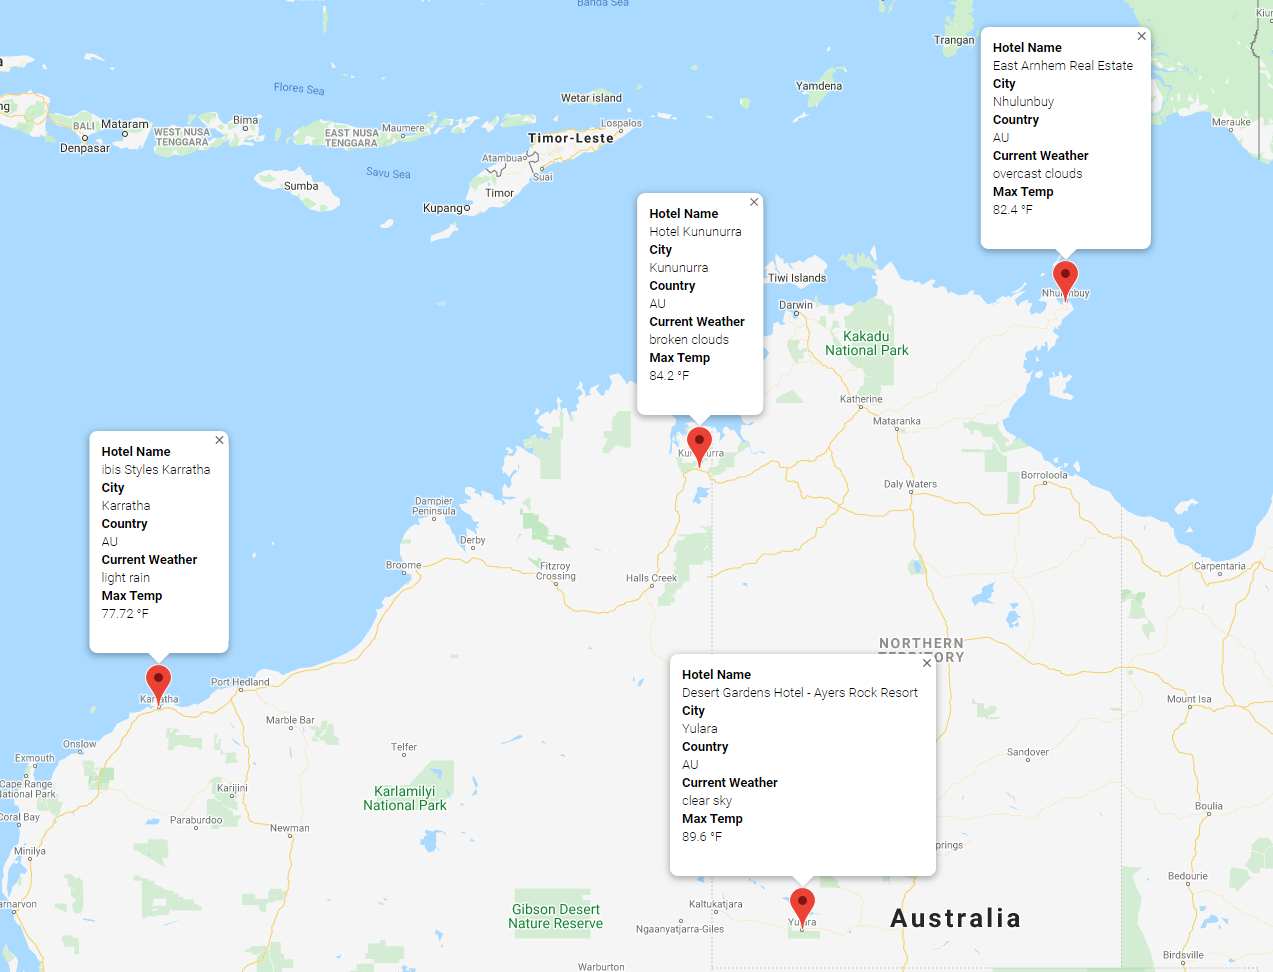 Banda Sea
Kiur
Trangan
Flores Sea
Yamdena
Wetar island
ng
BALI
Mataram
Denpasar
WEST NUSA
TENGGARA
Bima
EAST NUSA
TENGGARA
Maumere
Timor-Leste
Lospalos
Atambua
Suai
Savu Sea
Sumba
Timor
Kupang
Merauke
Hotel Name
East Arnhem Real Estate
City
Nhulunbuy
Country
AU
Current Weather
overcast clouds
Max Temp
82.4 °F
Nhulunbuy
Hotel Name
Hotel Kununurra
City
Kununurra
Country
AU
Current Weather
broken clouds
Max Temp
84.2 °F
Kununurra
Tiwi Islands
Darwin
Kakadu
National Park
Katherine
Mataranka
Daly Waters
Borroloola
Carpentaria
Hotel Name
ibis Styles Karratha
City
Karratha
Country
AU
Current Weather
light rain
Max Temp
77.72 °F
Karratha
Dampier
Peninsula
Derby
Broome
Fitzroy
Crossing
Halls Creek
Port Hedland
Marble Bar
Onslow
Exmouth
Cape Range
National Park
Coral Bay
Minilya
arnarvon
Karijini
Paraburdoo
Newman
Telfer
Karlamilyi
National Park
NORTHERN
TERRITORY
Hotel Name
Desert Gardens Hotel - Ayers Rock Resort
City
Yulara
Country
AU
Current Weather
clear sky
Max Temp
89.6 °F
Yulara
Mount Isa
Sandover
Boulia
prings
Bedourie
Birdsville
Gibson Desert
Nature Reserve
Kaltukatjara
Ngaanyatjarra-Giles
Warburton
Australia